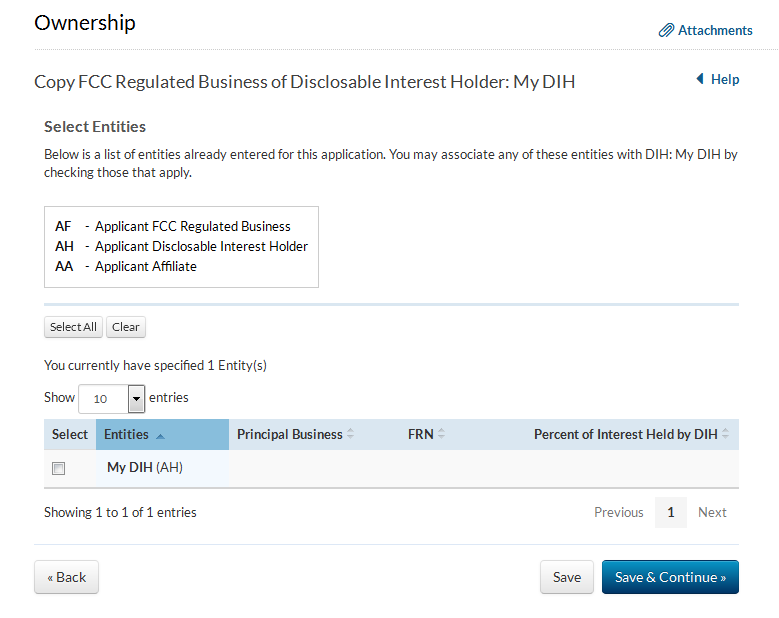 Ownership
Attachments
Copy FCC Regulated Business of Disclosable Interest Holder: My DIH
Help
Select Entities
Below is a list of entities already entered for this application. You may associate any of these entities with DIH: My DIH by
checking those that apply.
AF - Applicant FCC Regulated Business
AH - Applicant Disclosable Interest Holder
AA - Applicant Affiliate
Select All Clear
You currently have specified 1 Entity(s)
Show 10 entries
Select Entities Principal Business FRN Percent of Interest Held by DIH
My DIH (AH)
Showing 1 to 1 of 1 entries Previous 1 Next
« Back Save Save & Continue »